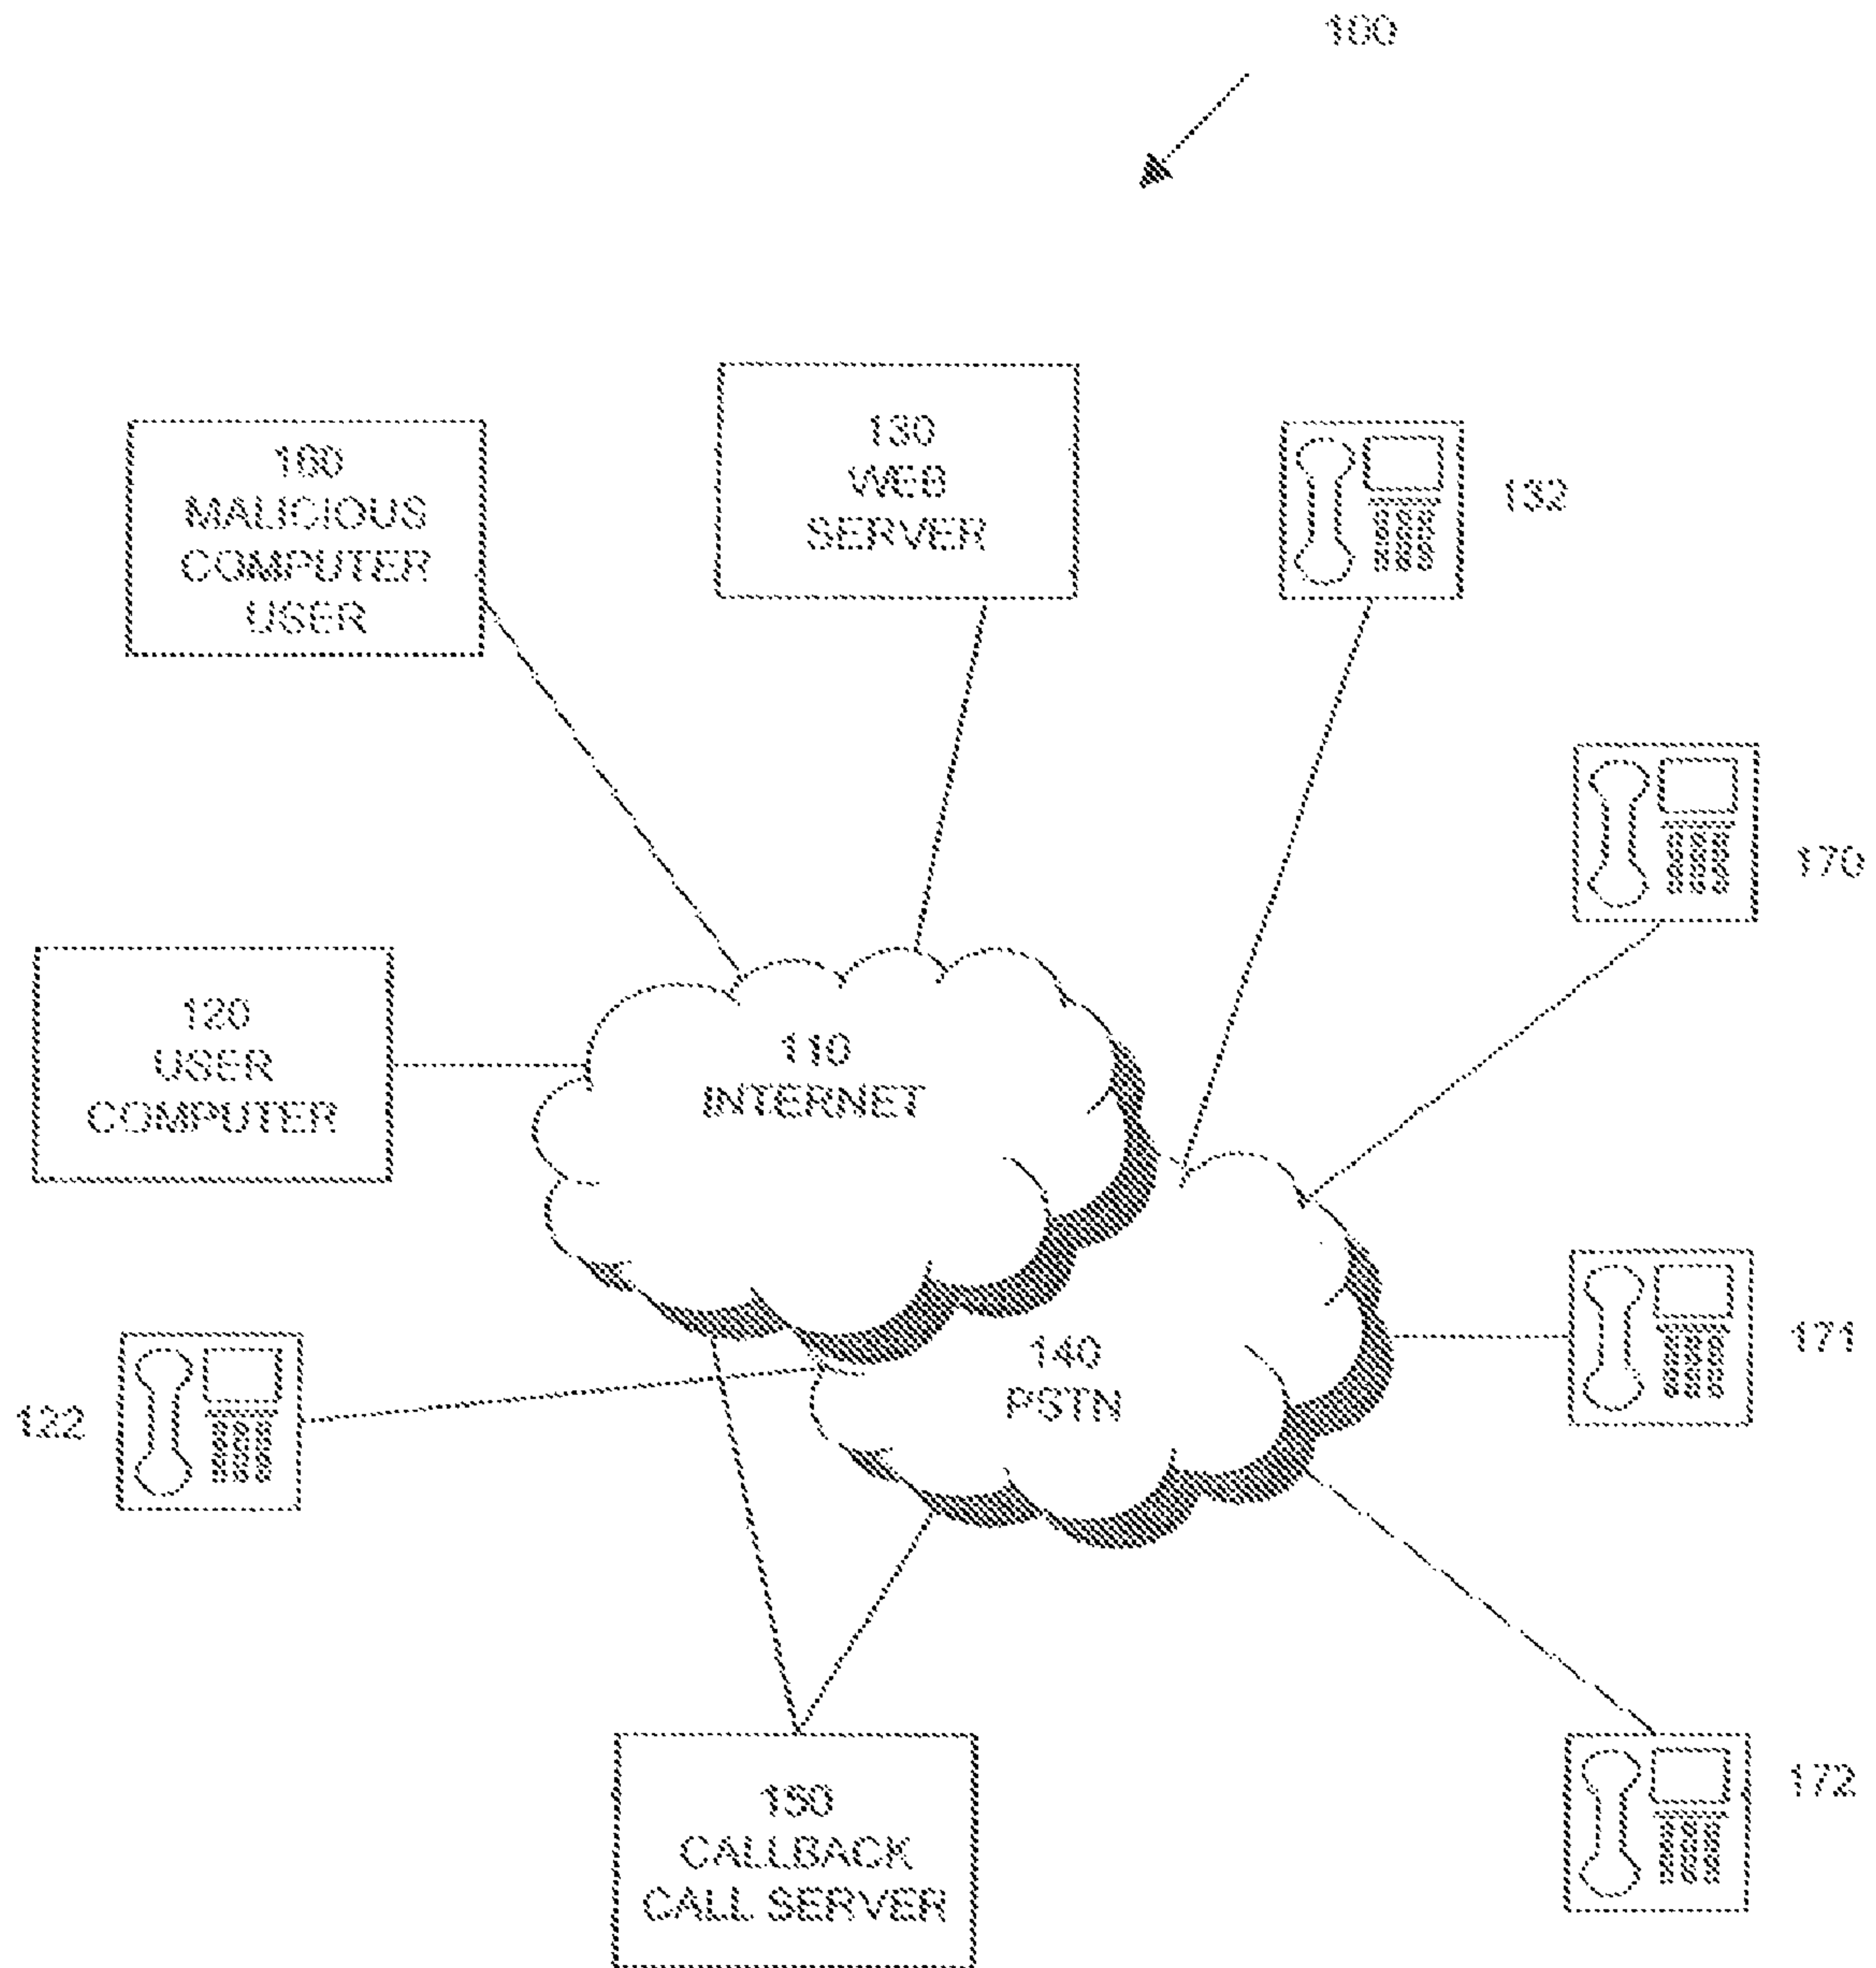 100
130
WEB
SERVER
160
MALICIOUS
COMPUTER
USER
132
170
120
USER
COMPUTER
110
INTERNET
171
140
PSTN
122
172
150
CALLBACK
CALL SERVER